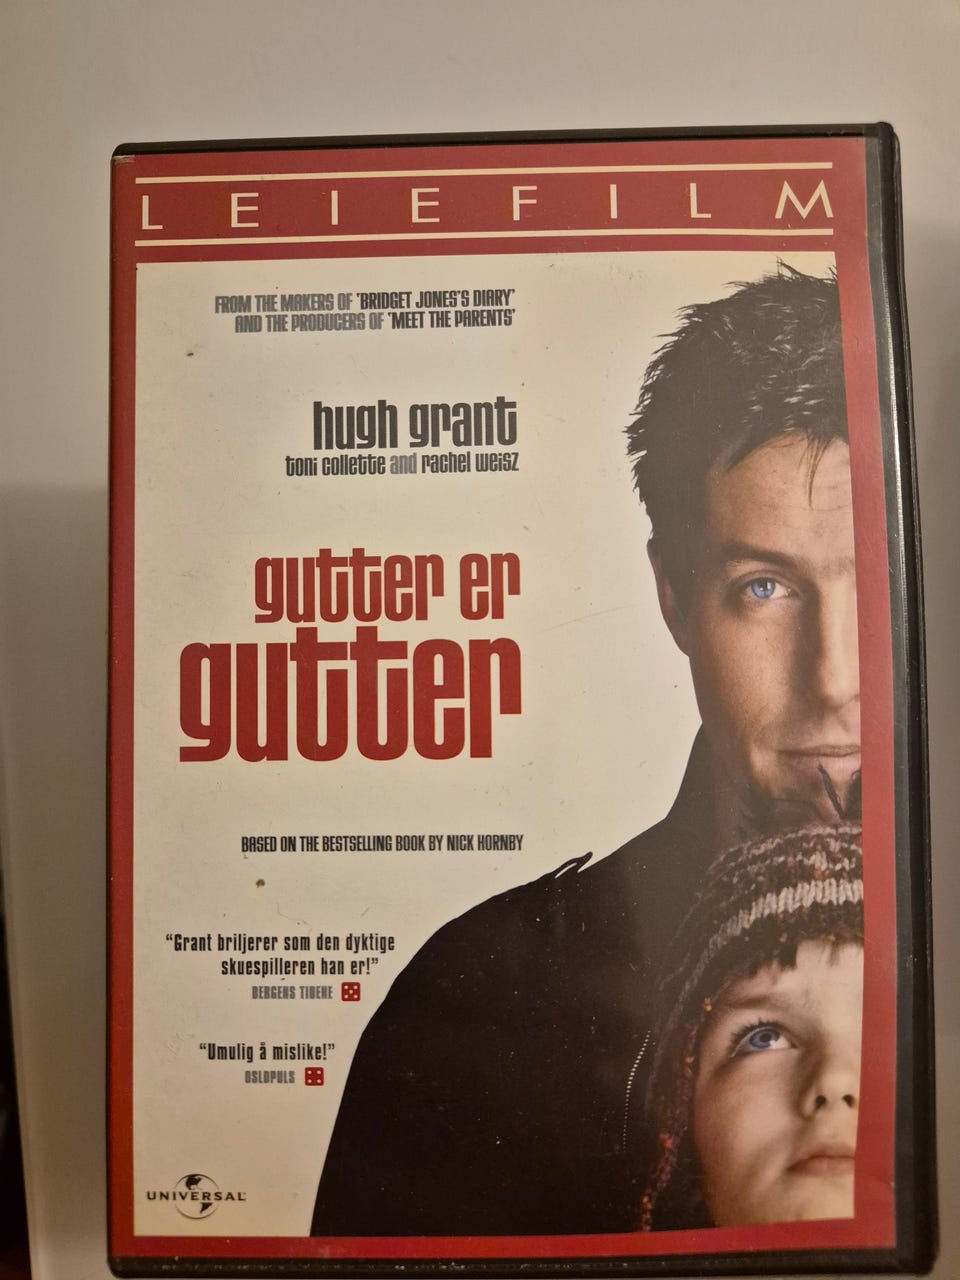 LEIEFILM
FROM THE MAKERS OF 'BRIDGET JONES'S DIARY'
AND THE PRODUCERS OF 'MEET THE PARENTS'
hugh grant
toni collette and rachel weisz
gutter er
gutter
BASED ON THE BESTSELLING BOOK BY NICK HORNBY
"Grant briljerer som den dyktige
skuespilleren han er!"
BERGENS TIDENE
"Umulig å mislike!"
OSLOPULS
UNIVERSAL